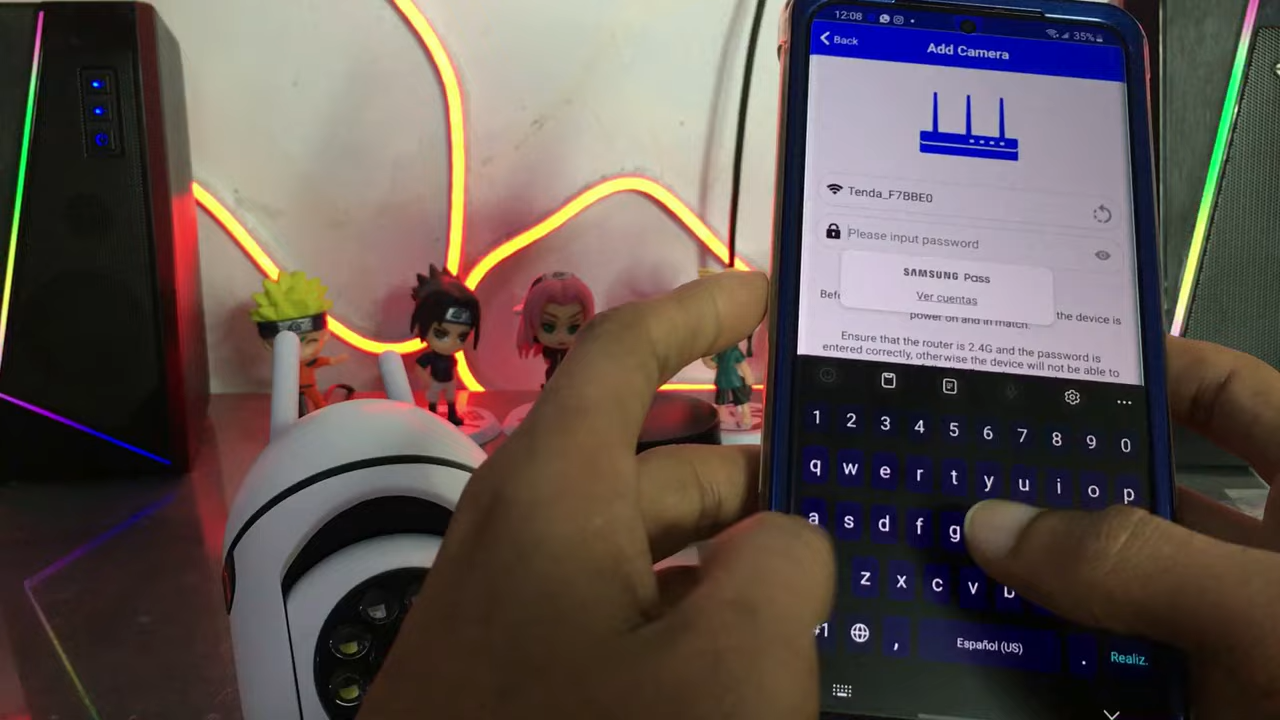 12:08
35%
Back
Add Camera
Tenda_F7BBE0
Please input password
SAMSUNG Pass
Ver cuentas
the device is
power on and in match.
Ensure that the router is 2.4G and the password is
entered correctly, otherwise the device will not be able to
1 2 3 4 5 6 7 8 9 0
q w e r t y u i o p
a s d f g
z x c v b
#1
,
Español (US)
.
Realiz.